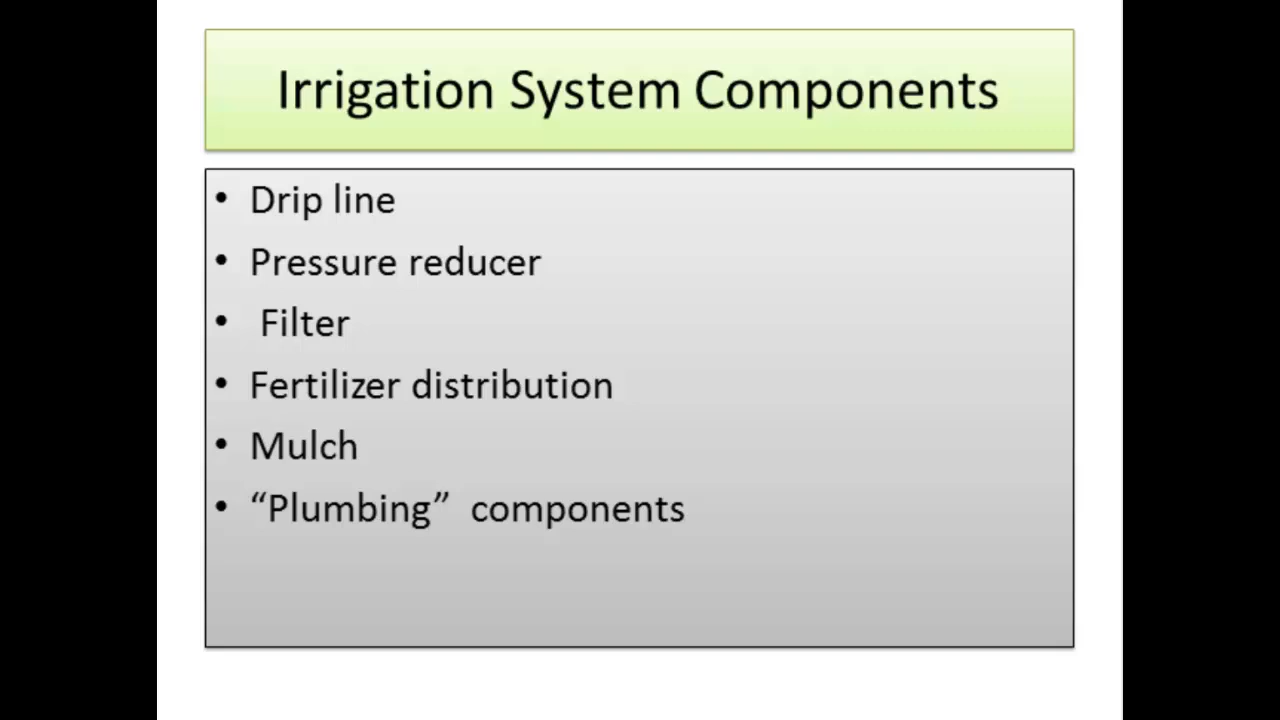 Irrigation System Components
• Drip line
• Pressure reducer
• Filter
• Fertilizer distribution
• Mulch
• “Plumbing” components